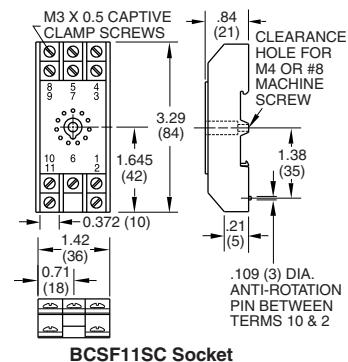 M3 X 0.5 CAPTIVE
CLAMP SCREWS
.84
(21)
CLEARANCE
HOLE FOR
M4 OR #8
MACHINE
SCREW
8 5 4
9 7 3
3.29
(84)
10 6 1
11 2
1.645
(42)
1.38
(35)
0.372 (10)
1.42
(36)
.21
(5)
0.71
(18)
.109 (3) DIA.
ANTI-ROTATION
PIN BETWEEN
TERMS 10 & 2
BCSF11SC Socket